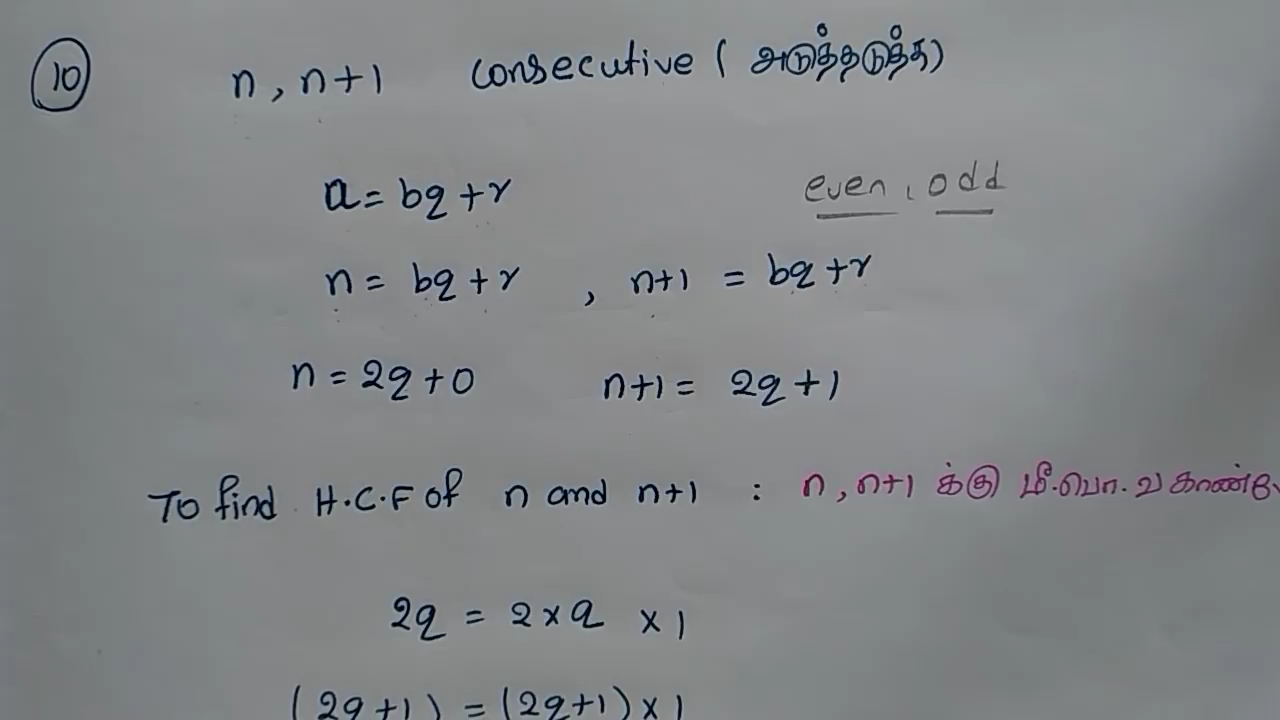 10 n, n+1 consecutive ( அடுத்தடுத்த)
a = bq + r even, odd
n = bq + r , n+1 = bq + r
n = 2q + 0 n+1 = 2q + 1
To find H.C.F of n and n+1 : n, n+1 க்கு மீ.பொ.வ
2q = 2 × q × 1
(2q+1) = (2q+1) × 1